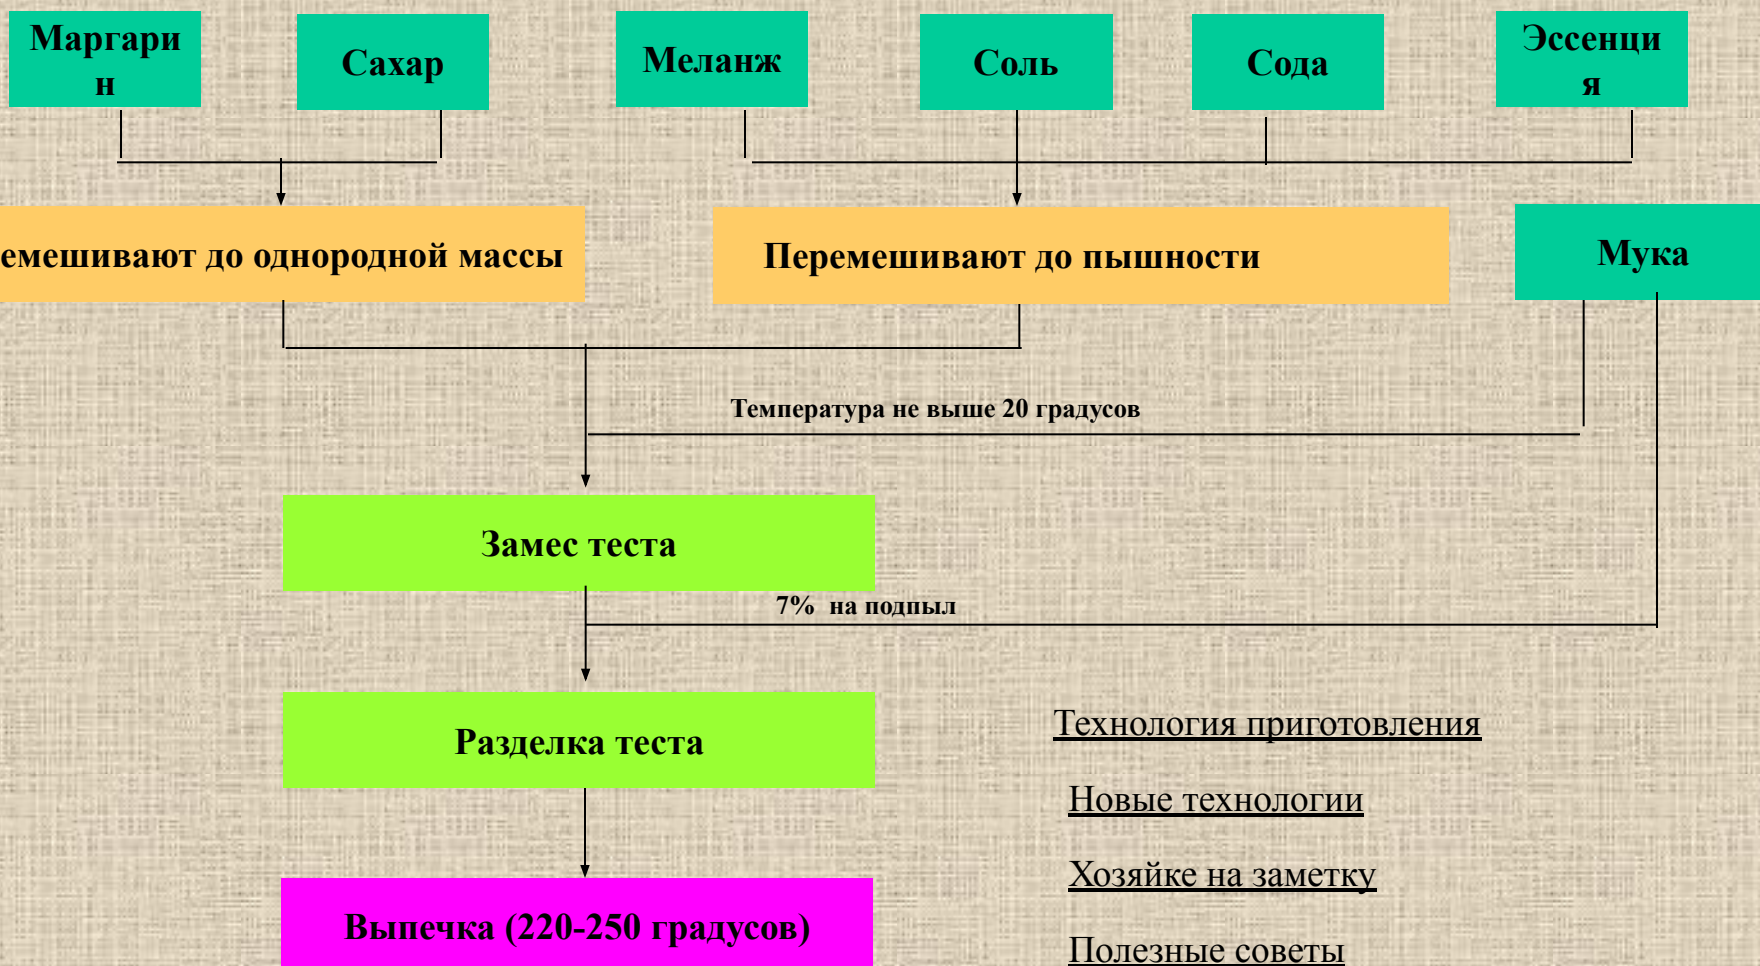 Маргари
н
Сахар
Меланж
Соль
Сода
Эссенци
я
емешивают до однородной массы
Перемешивают до пышности
Мука
Температура не выше 20 градусов
Замес теста
7% на подпыл
Разделка теста
Технология приготовления
Новые технологии
Хозяйке на заметку
Выпечка (220-250 градусов)
Полезные советы